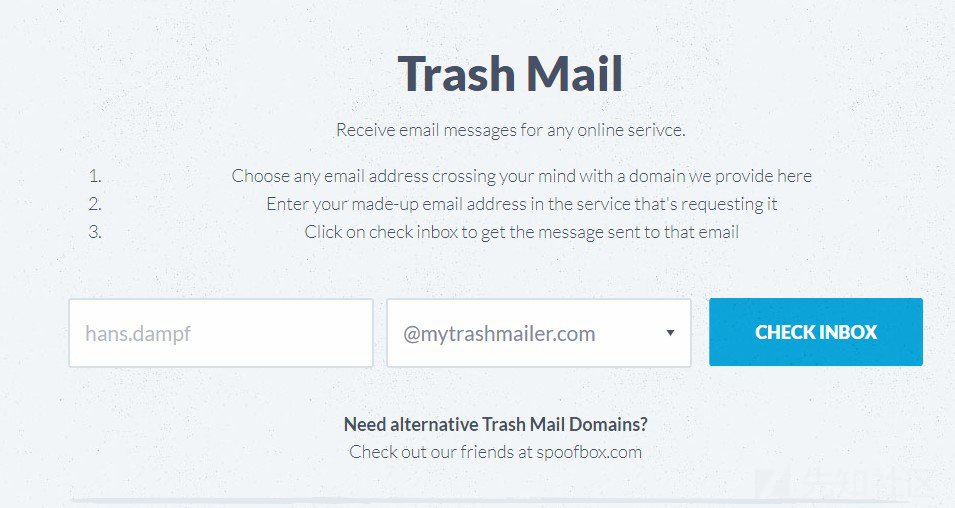 Trash Mail
Receive email messages for any online serivce.
1. Choose any email address crossing your mind with a domain we provide here
2. Enter your made-up email address in the service that's requesting it
3. Click on check inbox to get the message sent to that email
hans.dampf @mytrashmailer.com CHECK INBOX
Need alternative Trash Mail Domains?
Check out our friends at spoofbox.com
先知社区